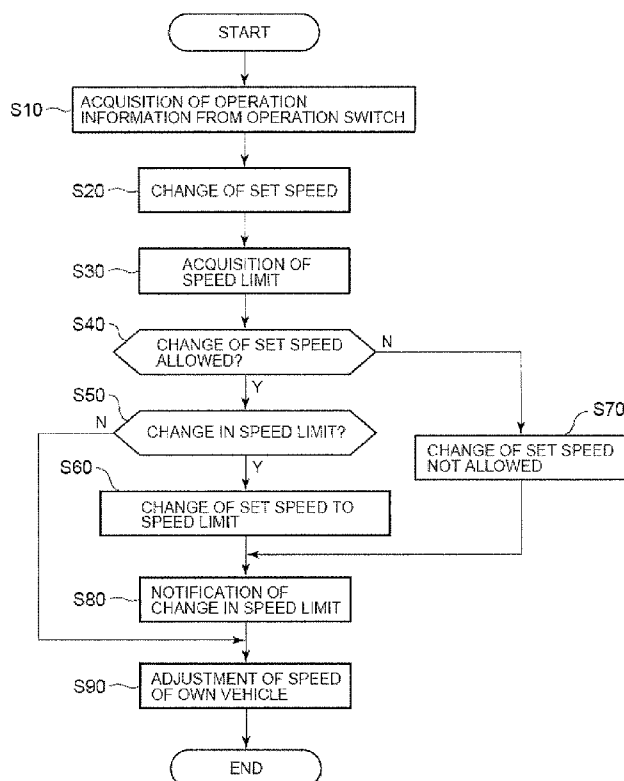 START
S10
ACQUISITION OF OPERATION
INFORMATION FROM OPERATION SWITCH
S20
CHANGE OF SET SPEED
S30
ACQUISITION OF
SPEED LIMIT
S40
CHANGE OF SET SPEED
ALLOWED?
N
Y
S50
N
CHANGE IN SPEED LIMIT?
S70
CHANGE OF SET SPEED
NOT ALLOWED
Y
S60
CHANGE OF SET SPEED TO
SPEED LIMIT
S80
NOTIFICATION OF
CHANGE IN SPEED LIMIT
S90
ADJUSTMENT OF SPEED
OF OWN VEHICLE
END